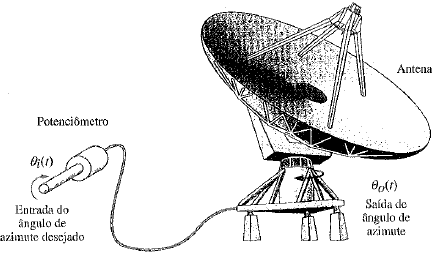 Antena
Potenciômetro
θi(t)
Entrada do
ângulo de
azimute desejado
θo(t)
Saída de
ângulo de
azimute